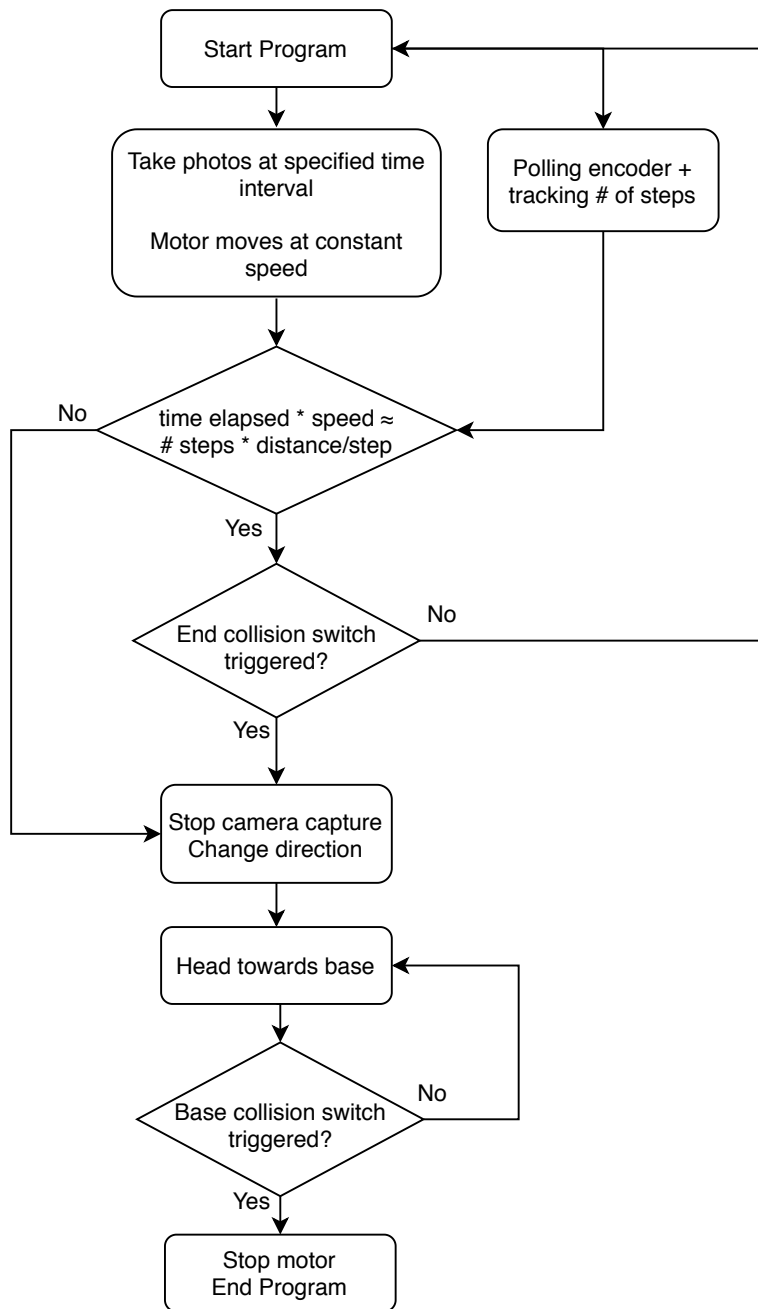 Start Program
Take photos at specified time
interval
Motor moves at constant
speed
Polling encoder +
tracking # of steps
No
time elapsed * speed ≈
# steps * distance/step
Yes
No
End collision switch
triggered?
Yes
Stop camera capture
Change direction
Head towards base
No
Base collision switch
triggered?
Yes
Stop motor
End Program